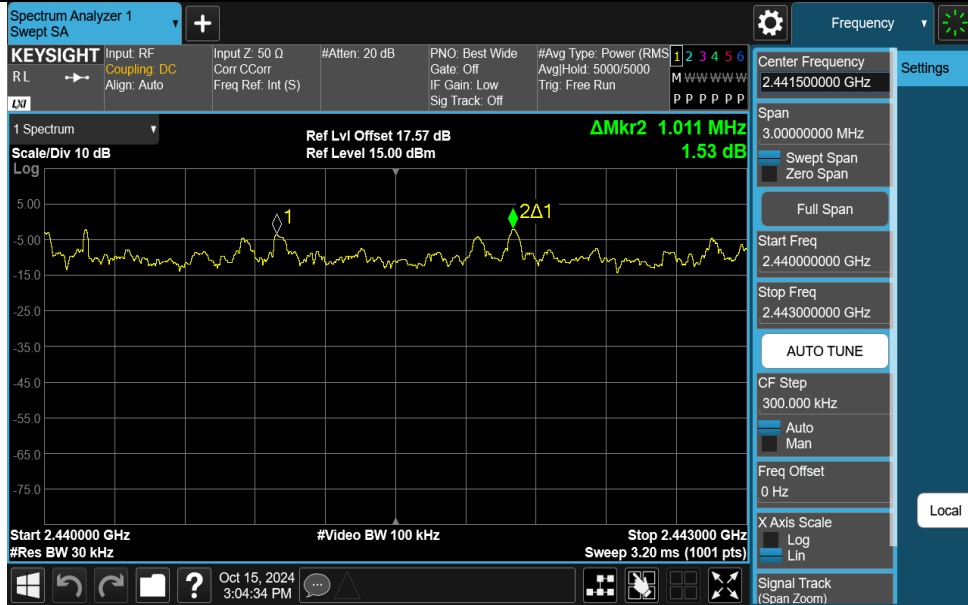 Spectrum Analyzer 1
Swept SA
Frequency
KEYSIGHT
R L
LXI
Input: RF
Coupling: DC
Align: Auto
Input Z: 50 Ω
Corr CCorr
Freq Ref: Int (S)
#Atten: 20 dB
PNO: Best Wide
Gate: Off
IF Gain: Low
Sig Track: Off
#Avg Type: Power (RMS
Avg|Hold: 5000/5000
Trig: Free Run
1 2 3 4 5 6
M W W W W W
P P P P P P
1 Spectrum
Scale/Div 10 dB
Log
Ref Lvl Offset 17.57 dB
Ref Level 15.00 dBm
ΔMkr2 1.011 MHz
1.53 dB
5.00
-5.00
-15.0
-25.0
-35.0
-45.0
-55.0
-65.0
-75.0
1
2Δ1
Start 2.440000 GHz
#Res BW 30 kHz
#Video BW 100 kHz
Stop 2.443000 GHz
Sweep 3.20 ms (1001 pts)
Center Frequency
2.441500000 GHz
Span
3.00000000 MHz
Swept Span
Zero Span
Full Span
Start Freq
2.440000000 GHz
Stop Freq
2.443000000 GHz
AUTO TUNE
CF Step
300.000 kHz
Auto
Man
Freq Offset
0 Hz
X Axis Scale
Log
Lin
Signal Track
(Span Zoom)
Settings
Local
?
Oct 15, 2024
3:04:34 PM